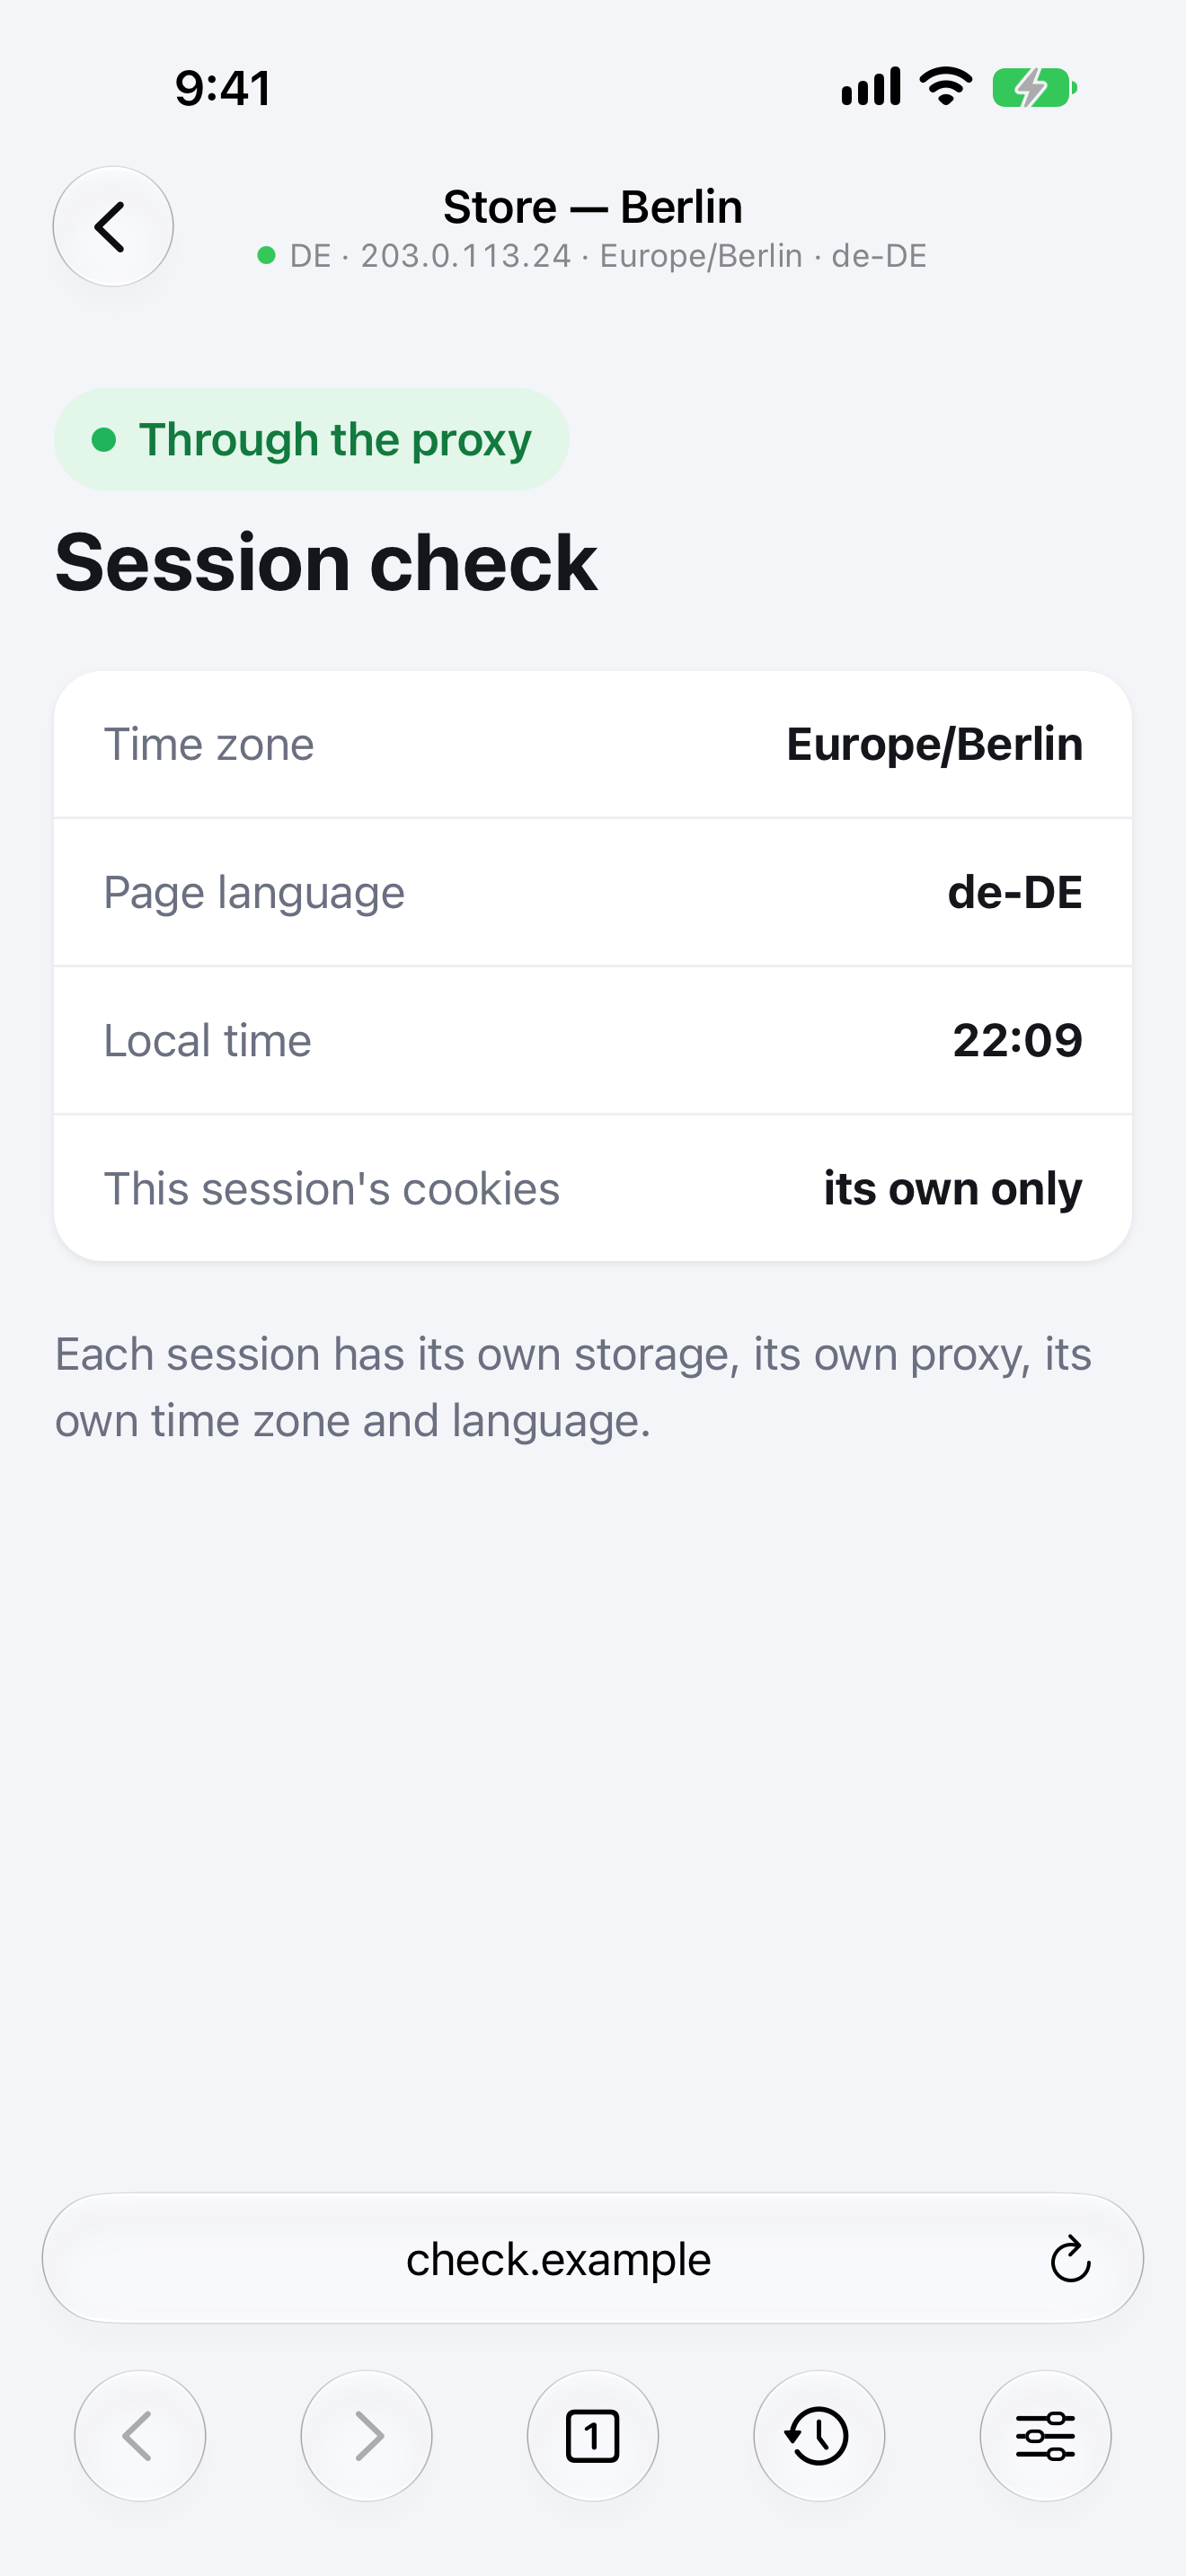 9:41
Store — Berlin
DE · 203.0.113.24 · Europe/Berlin · de-DE
Through the proxy
Session check
Time zone Europe/Berlin
Page language de-DE
Local time 22:09
This session's cookies its own only
Each session has its own storage, its own proxy, its
own time zone and language.
check.example
1